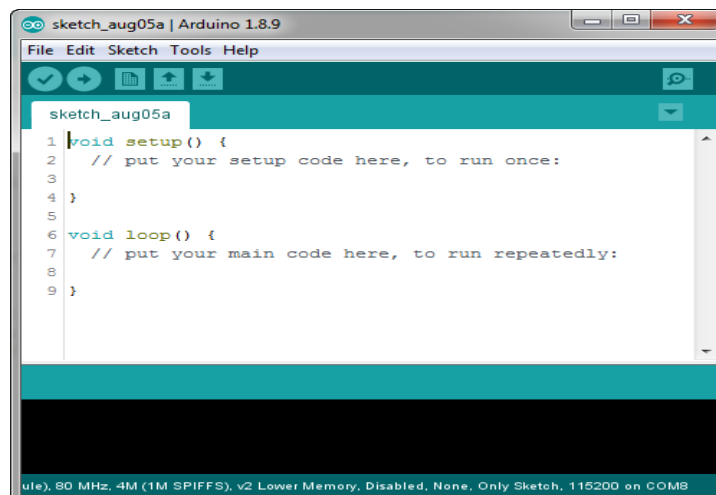 sketch_aug05a | Arduino 1.8.9
File Edit Sketch Tools Help
sketch_aug05a
1 void setup() {
2 // put your setup code here, to run once:
3
4 }
5
6 void loop() {
7 // put your main code here, to run repeatedly:
8
9 }
ule), 80 MHz, 4M (1M SPIFFS), v2 Lower Memory, Disabled, None, Only Sketch, 115200 on COM8